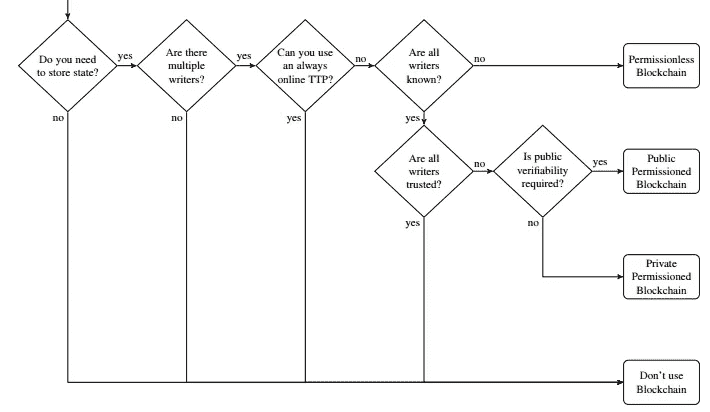 Do you need
to store state?
yes
no
Are there
multiple
writers?
yes
no
Can you use
an always
online TTP?
no
yes
Are all
writers
known?
no
yes
Permissionless
Blockchain
Are all
writers
trusted?
no
yes
Is public
verifiability
required?
yes
no
Public
Permissioned
Blockchain
Private
Permissioned
Blockchain
Don't use
Blockchain